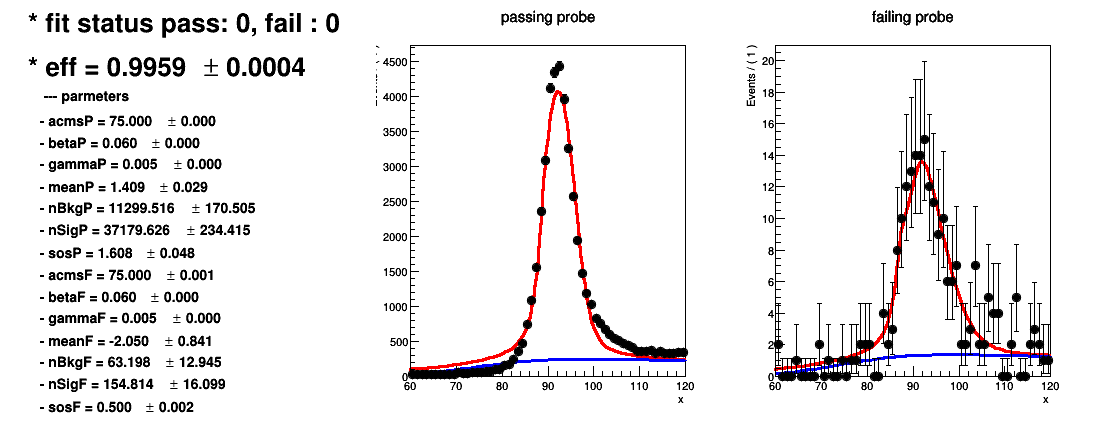 * fit status pass: 0, fail : 0
* eff = 0.9959 ± 0.0004
--- parmeters
- acmsP = 75.000 ± 0.000
- betaP = 0.060 ± 0.000
- gammaP = 0.005 ± 0.000
- meanP = 1.409 ± 0.029
- nBkgP = 11299.516 ± 170.505
- nSigP = 37179.626 ± 234.415
- sosP = 1.608 ± 0.048
- acmsF = 75.000 ± 0.001
- betaF = 0.060 ± 0.000
- gammaF = 0.005 ± 0.000
- meanF = -2.050 ± 0.841
- nBkgF = 63.198 ± 12.945
- nSigF = 154.814 ± 16.099
- sosF = 0.500 ± 0.002
passing probe
4500
4000
3500
3000
2500
2000
1500
1000
500
0
60 70 80 90 100 110 120
x
failing probe
Events / ( 1 )
20
18
16
14
12
10
8
6
4
2
0
60 70 80 90 100 110 120
x